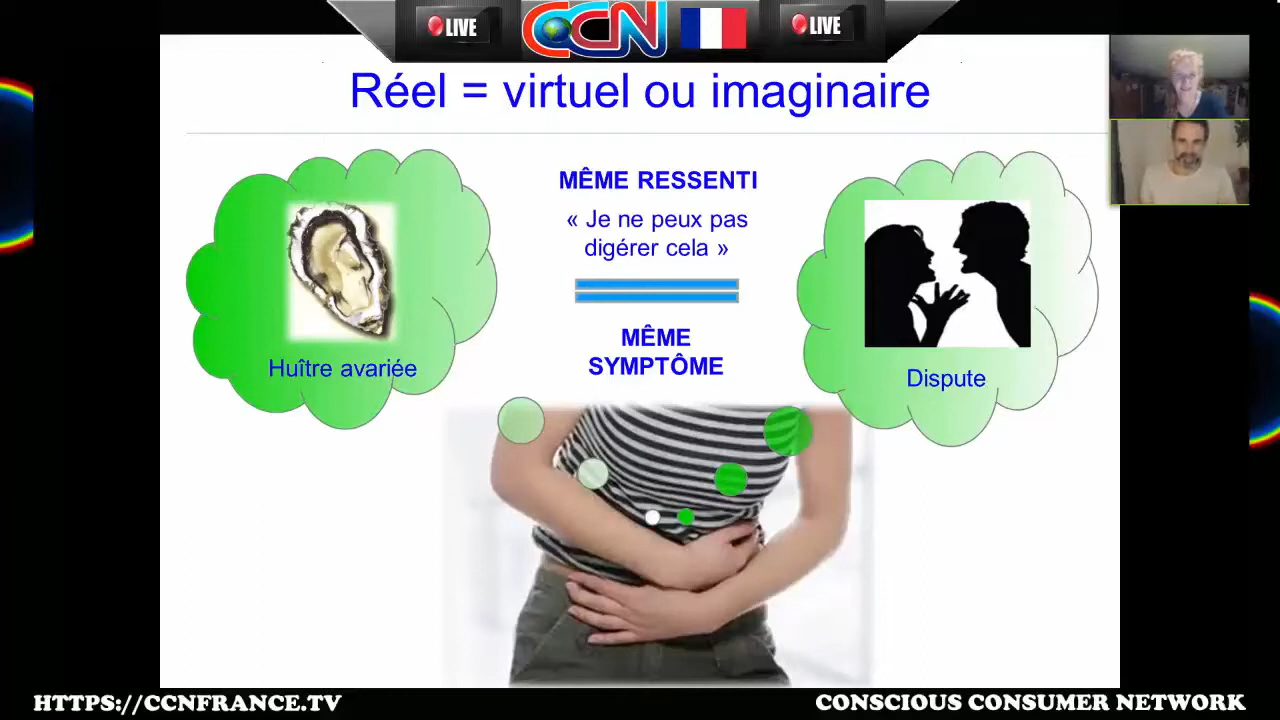 LIVE
CCN
LIVE
Réel = virtuel ou imaginaire
MÊME RESSENTI
« Je ne peux pas
digérer cela »
MÊME
SYMPTÔME
Huître avariée
Dispute
HTTPS://CCNFRANCE.TV
CONSCIOUS CONSUMER NETWORK